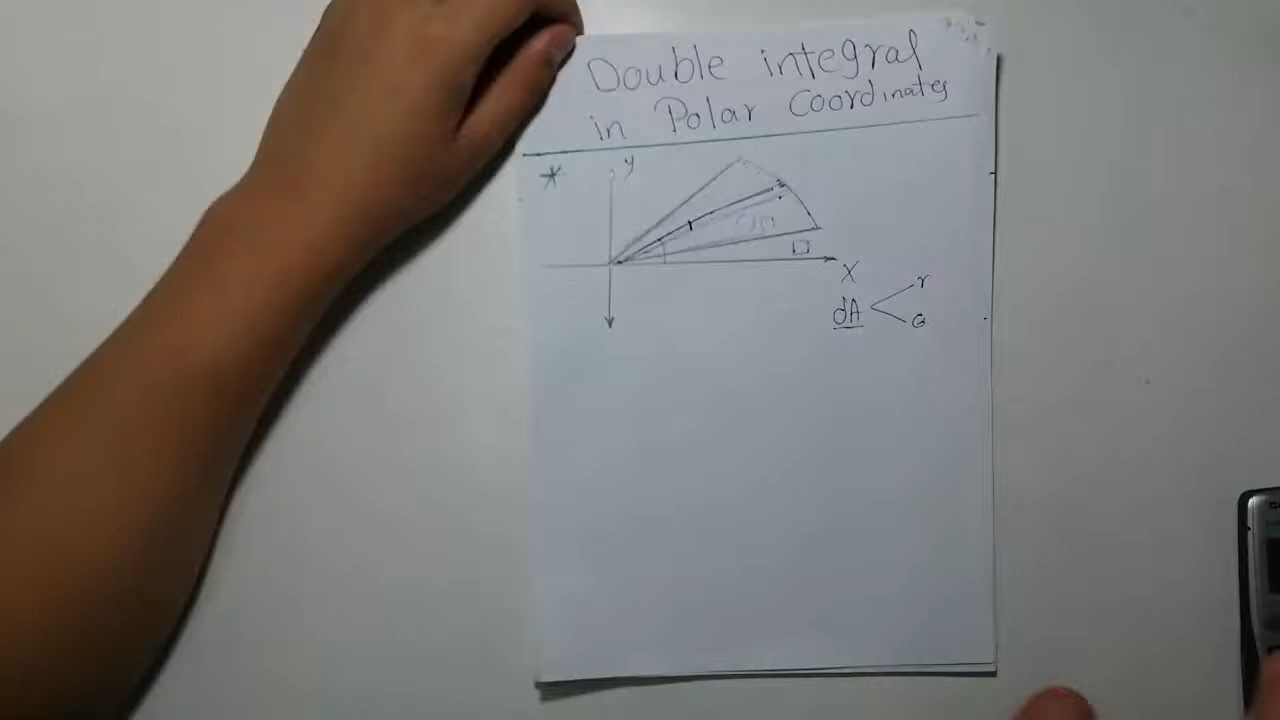 Double integral
in Polar Coordinates
* y
X
r
dA
θ